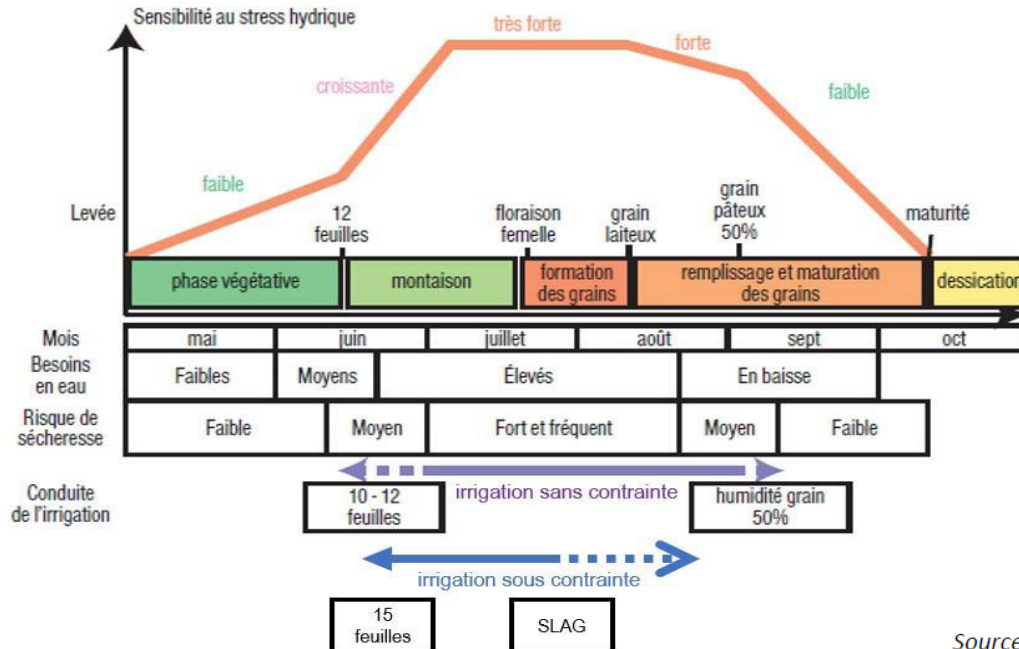 Sensibilité au stress hydrique
très forte
forte
croissante
faible
faible
Levée
12
feuilles
floraison
femelle
grain
laiteux
grain
pâteux
50%
maturité
phase végétative
montaison
formation
des grains
remplissage et maturation
des grains
dessication
Mois
mai
juin
juillet
août
sept
oct
Besoins
en eau
Faibles
Moyens
Élevés
En baisse
Risque de
sécheresse
Faible
Moyen
Fort et fréquent
Moyen
Faible
Conduite
de l'irrigation
irrigation sans contrainte
10 - 12
feuilles
humidité grain
50%
irrigation sous contrainte
15
feuilles
SLAG
Source